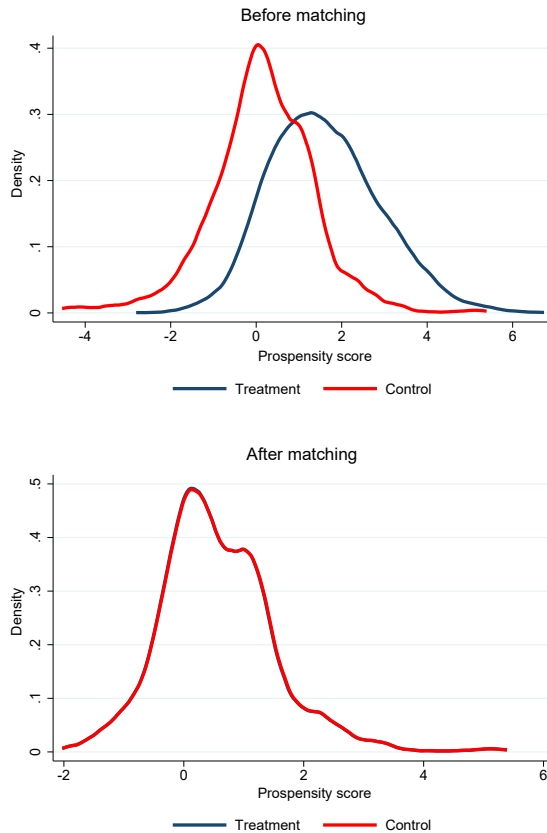 Before matching
.4
.3
.2
.1
0
Density
-4 -2 0 2 4 6
Prospensity score
Treatment Control
After matching
.5
.4
.3
.2
.1
0
Density
-2 0 2 4 6
Prospensity score
Treatment Control